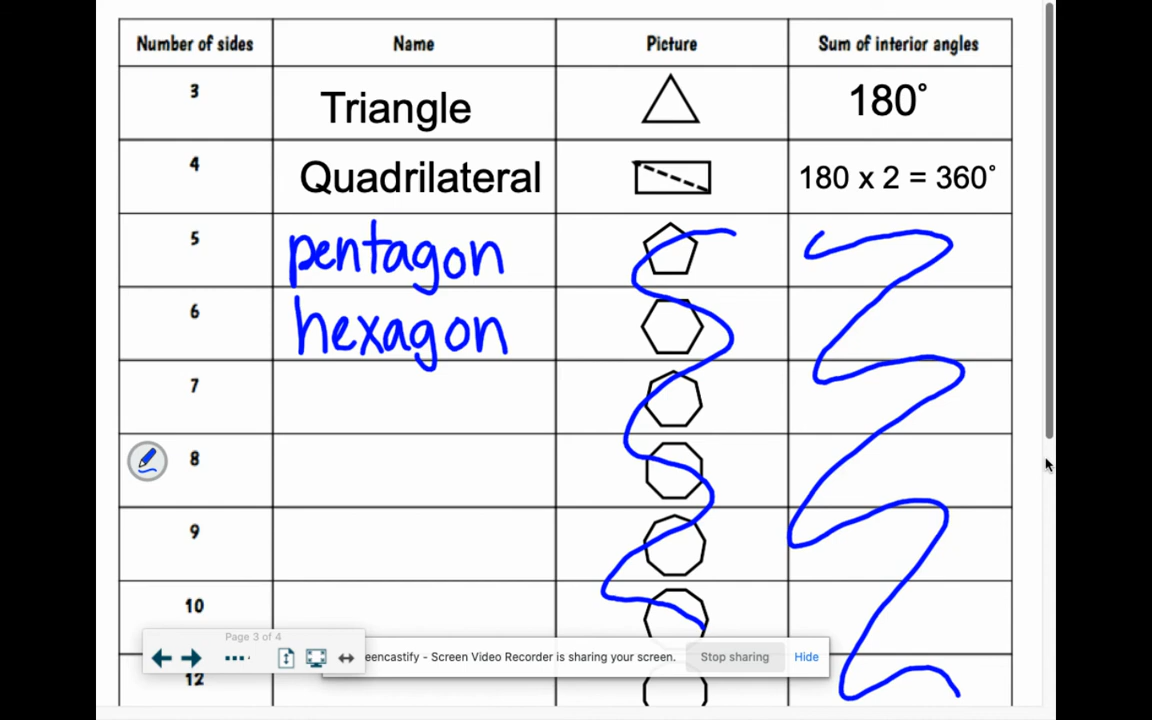 Number of sides Name Picture Sum of interior angles
3 Triangle 180°
4 Quadrilateral 180 x 2 = 360°
5 pentagon
6 hexagon
7
8
9
10
Page 3 of 4
eencastify - Screen Video Recorder is sharing your screen. Stop sharing Hide
12